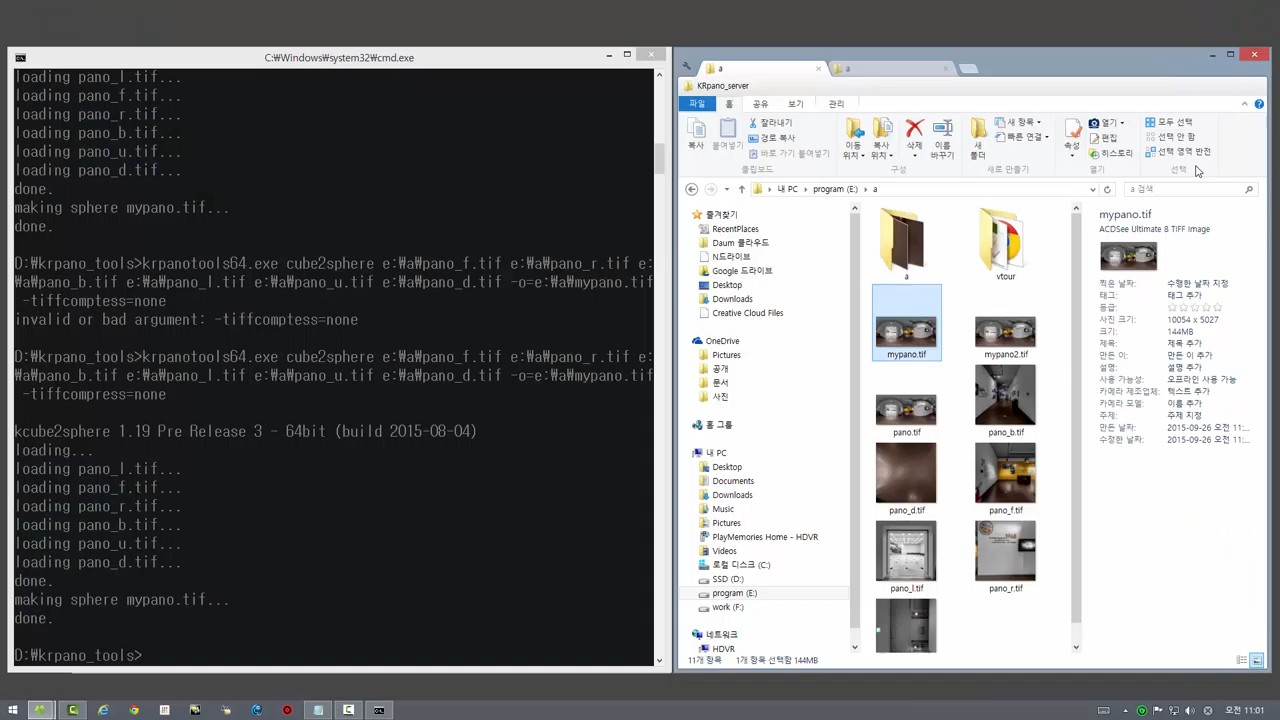 C:\Windows\system32\cmd.exe
loading pano_l.tif...
loading pano_f.tif...
loading pano_r.tif...
loading pano_b.tif...
loading pano_u.tif...
loading pano_d.tif...
done.
making sphere mypano.tif...
done.
D:\krpano_tools>krpanotools64.exe cube2sphere e:\a\pano_f.tif e:\a\pano_r.tif e:
\a\pano_b.tif e:\a\pano_l.tif e:\a\pano_u.tif e:\a\pano_d.tif -o=e:\a\mypano.tif
-tiffcomptess=none
invalid or bad argument: -tiffcomptess=none
D:\krpano_tools>krpanotools64.exe cube2sphere e:\a\pano_f.tif e:\a\pano_r.tif e:
\a\pano_b.tif e:\a\pano_l.tif e:\a\pano_u.tif e:\a\pano_d.tif -o=e:\a\mypano.tif
-tiffcompress=none
kcube2sphere 1.19 Pre Release 3 - 64bit (build 2015-08-04)
loading...
loading pano_l.tif...
loading pano_f.tif...
loading pano_r.tif...
loading pano_b.tif...
loading pano_u.tif...
loading pano_d.tif...
done.
making sphere mypano.tif...
done.
D:\krpano_tools>
a
a
KRpano_server
파일 홈 공유 보기 관리
복사
붙여넣기
잘라내기
경로 복사
바로 가기 붙여넣기
클립보드
이동 위치
복사 위치
삭제
이름 바꾸기
구성
새 폴더
새 항목
빠른 연결
새로 만들기
속성
열기
편집
히스토리
열기
모두 선택
선택 안 함
선택 영역 반전
선택
내 PC program (E:) a
a 검색
즐겨찾기
RecentPlaces
Daum 클라우드
N드라이브
Google 드라이브
Desktop
Downloads
Creative Cloud Files
OneDrive
Pictures
공개
문서
사진
홈 그룹
내 PC
Desktop
Documents
Downloads
Music
Pictures
PlayMemories Home - HDVR
Videos
로컬 디스크 (C:)
SSD (D:)
program (E:)
work (F:)
네트워크
HDVR
a
vtour
mypano.tif
mypano2.tif
pano.tif
pano_b.tif
pano_d.tif
pano_f.tif
pano_l.tif
pano_r.tif
mypano.tif
ACDSee Ultimate 8 TIFF Image
찍은 날짜: 수행한 날짜 지정
태그: 태그 추가
등급:
사진 크기: 10054 x 5027
크기: 144MB
제목: 제목 추가
만든 이: 만든 이 추가
설명: 설명 추가
사용 가능성: 오프라인 사용 가능
카메라 제조업체: 텍스트 추가
카메라 모델: 이름 추가
주제: 주제 지정
만든 날짜: 2015-09-26 오전 11:...
수정한 날짜: 2015-09-26 오전 11:...
11개 항목 1개 항목 선택함 144MB
오전 11:01